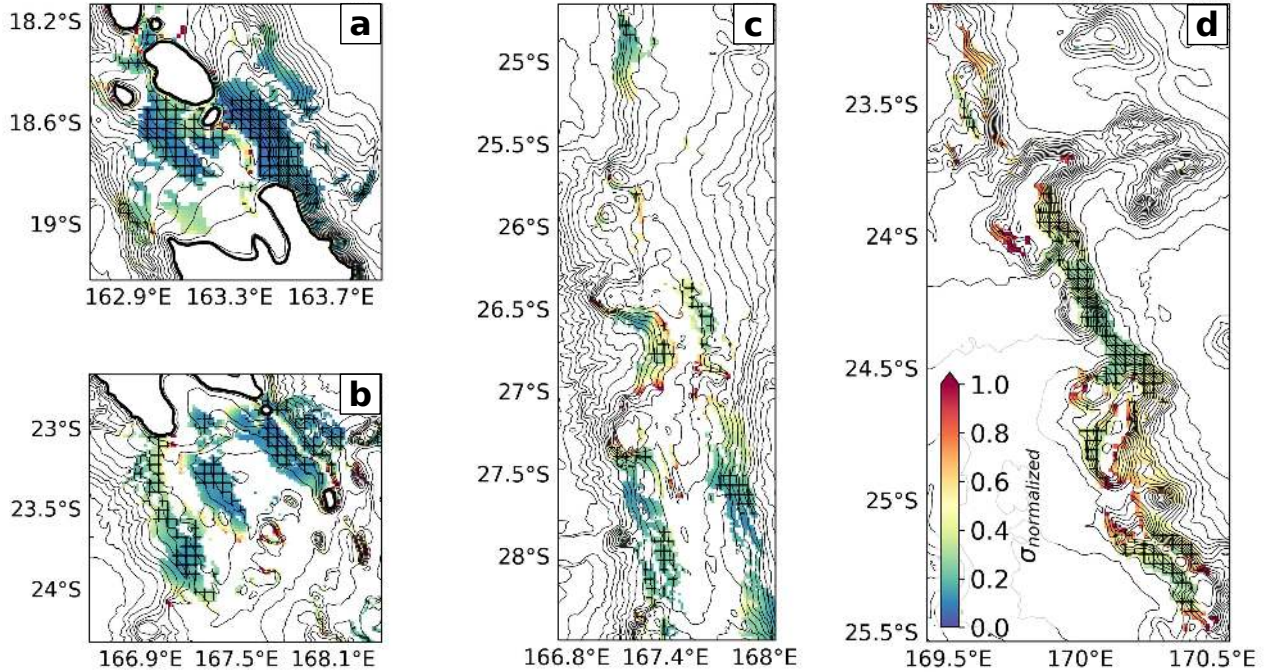 a
18.2°S
18.6°S
19°S
162.9°E 163.3°E 163.7°E
b
23°S
23.5°S
24°S
166.9°E 167.5°E 168.1°E
c
25°S
25.5°S
26°S
26.5°S
27°S
27.5°S
28°S
166.8°E 167.4°E 168°E
d
23.5°S
24°S
24.5°S
25°S
25.5°S
169.5°E 170°E 170.5°E
1.0
0.8
0.6
0.4
0.2
0.0
σnormalized